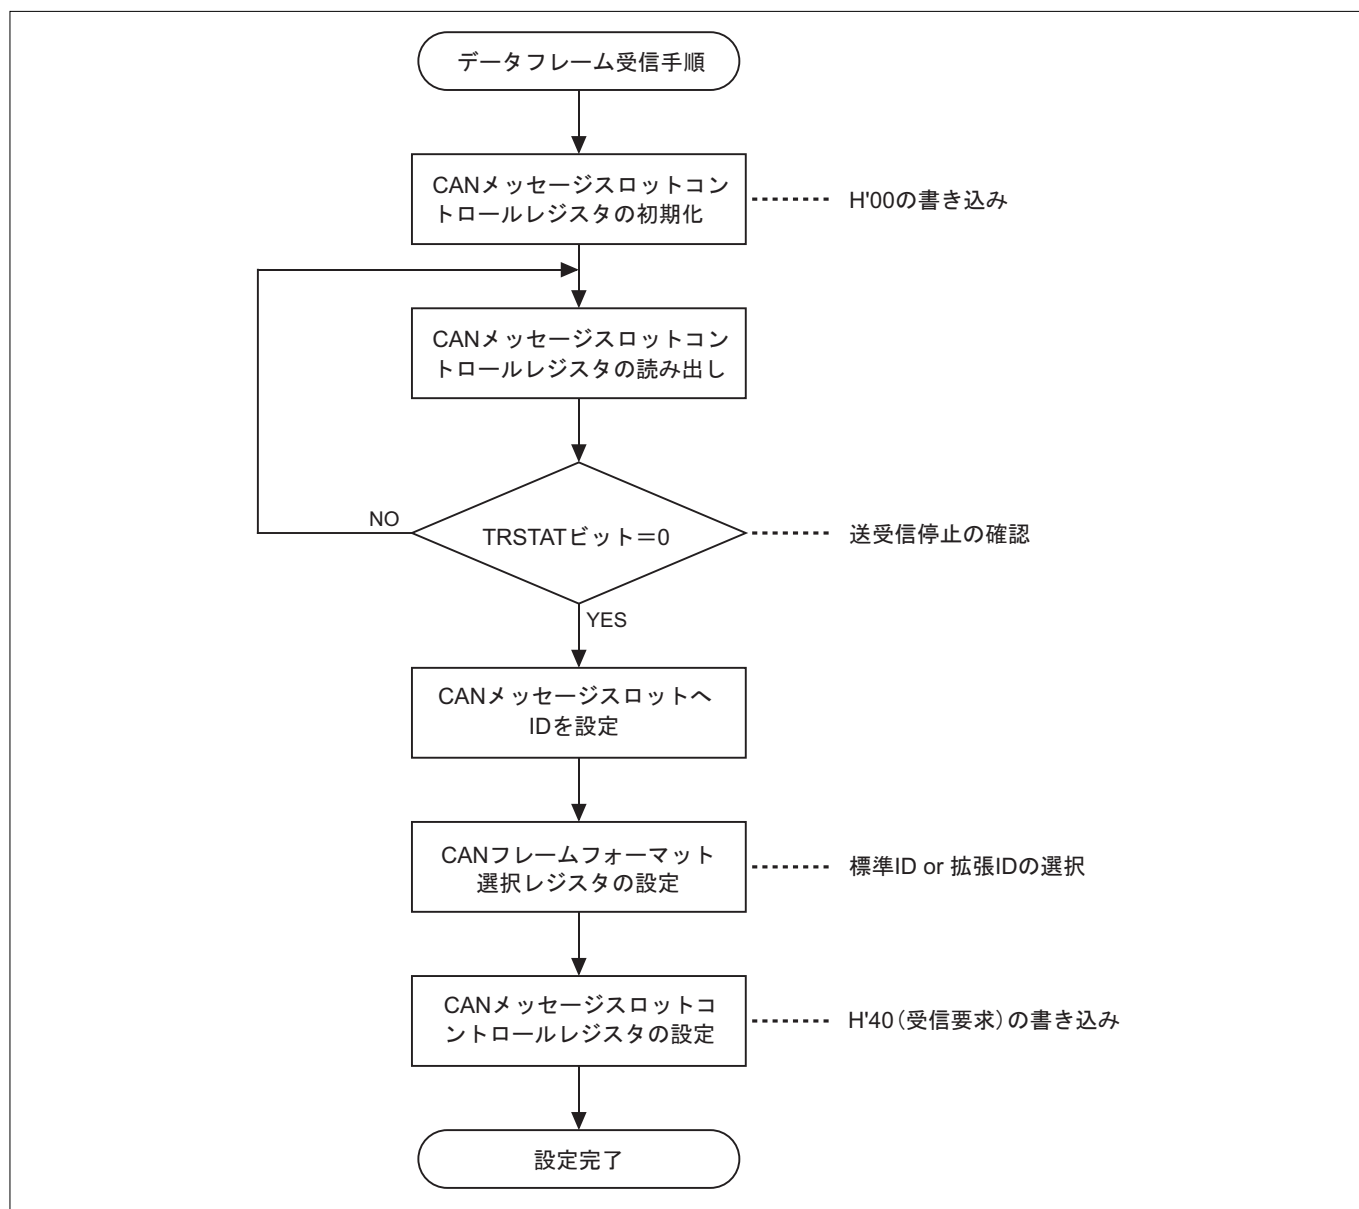 データフレーム受信手順
CANメッセージスロットコン
トロールレジスタの初期化
H'00の書き込み
CANメッセージスロットコン
トロールレジスタの読み出し
NO
TRSTATビット＝0
送受信停止の確認
YES
CANメッセージスロットへ
IDを設定
CANフレームフォーマット
選択レジスタの設定
標準ID or 拡張IDの選択
CANメッセージスロットコ
ントロールレジスタの設定
H'40（受信要求）の書き込み
設定完了